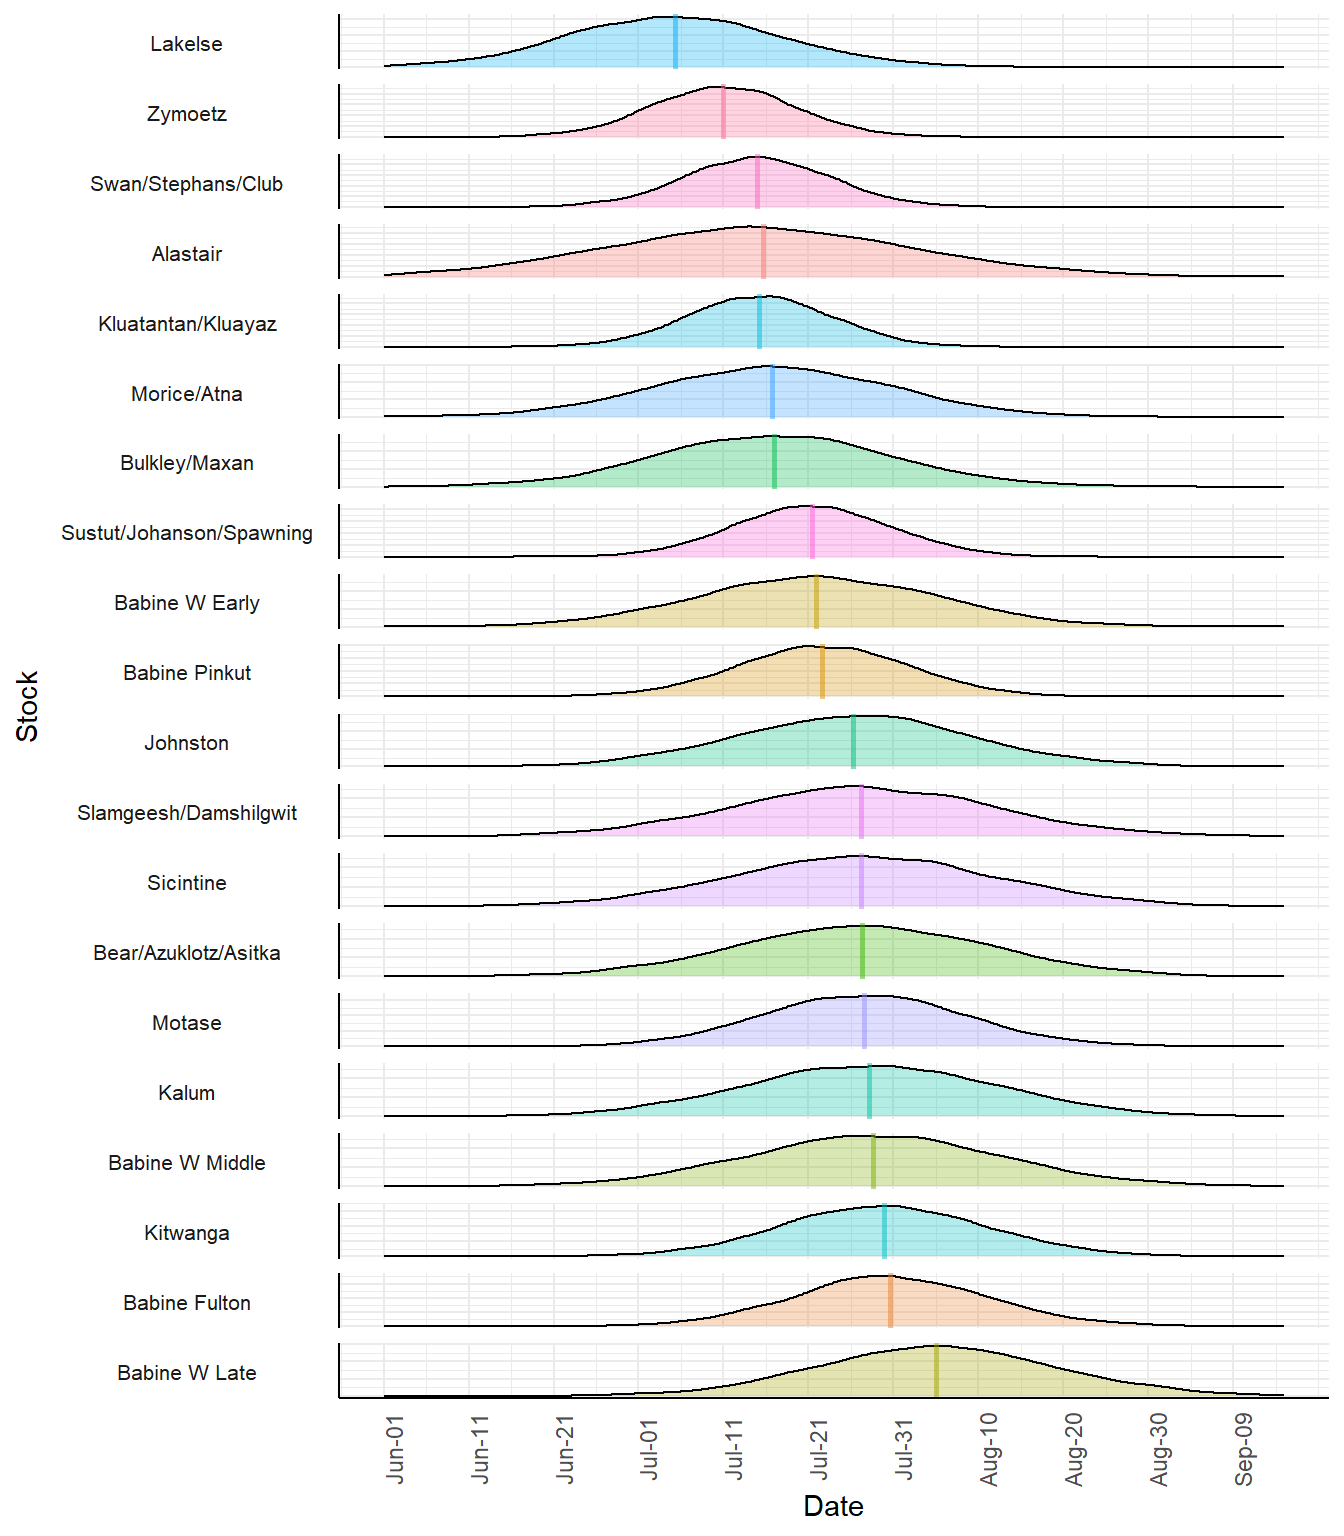 Lakelse
Zymoetz
Swan/Stephans/Club
Alastair
Kluatantan/Kluayaz
Morice/Atna
Bulkley/Maxan
Sustut/Johanson/Spawning
Babine W Early
Babine Pinkut
Johnston
Slamgeesh/Damshilgwit
Sicintine
Bear/Azuklotz/Asitka
Motase
Kalum
Babine W Middle
Kitwanga
Babine Fulton
Babine W Late
Stock
Jun-01
Jun-11
Jun-21
Jul-01
Jul-11
Jul-21
Jul-31
Aug-10
Aug-20
Aug-30
Sep-09
Date